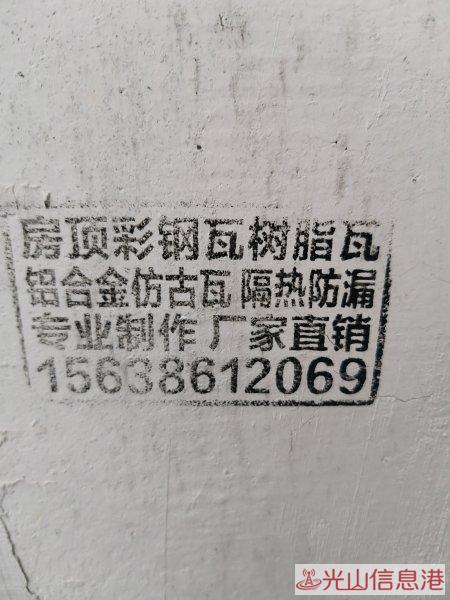 房顶彩钢瓦树脂瓦
铝合金仿古瓦 隔热防漏
专业制作 厂家直销
15638612069
光山信息港